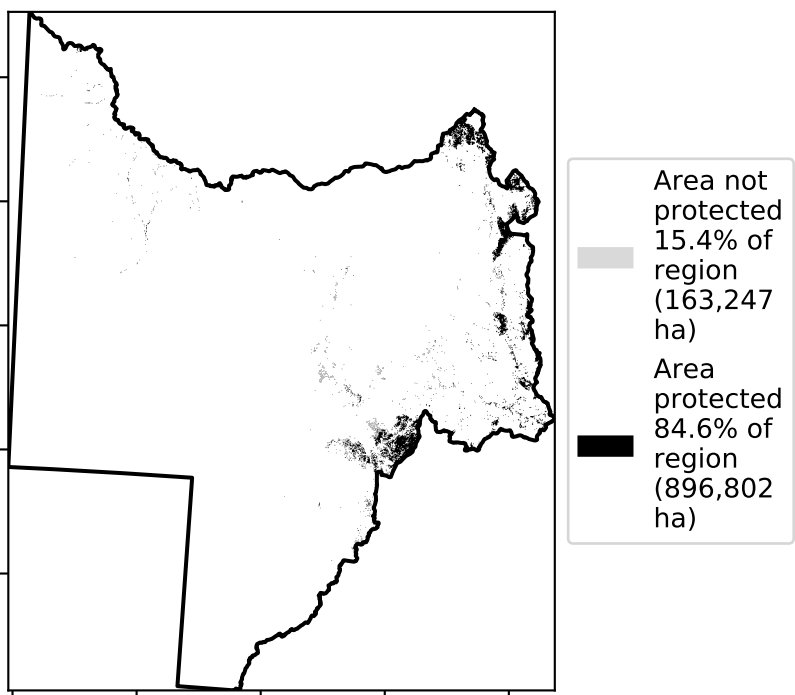 Area not
protected
15.4% of
region
(163,247
ha)
Area
protected
84.6% of
region
(896,802
ha)